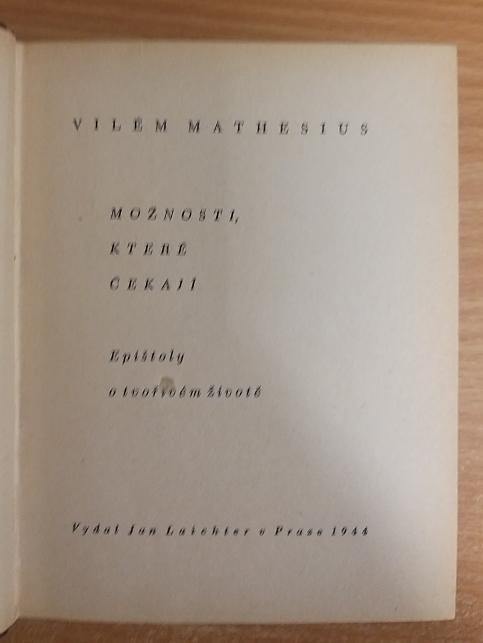 VILÉM MATHESIUS
MOŽNOSTI,
KTERÉ
ČEKAJÍ
Epištoly
o tvořivém životě
Vydal Jan Laichter v Praze 1944